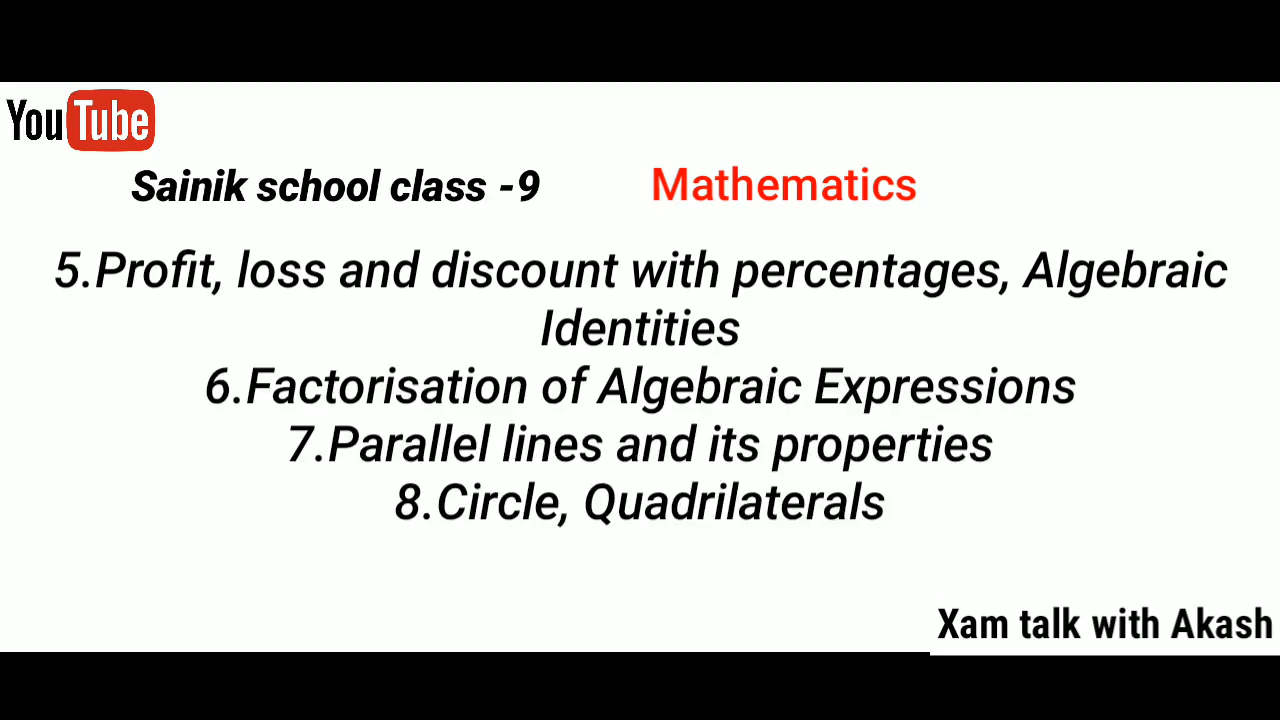 YouTube
Sainik school class -9 Mathematics
5.Profit, loss and discount with percentages, Algebraic
Identities
6.Factorisation of Algebraic Expressions
7.Parallel lines and its properties
8.Circle, Quadrilaterals
Xam talk with Akash